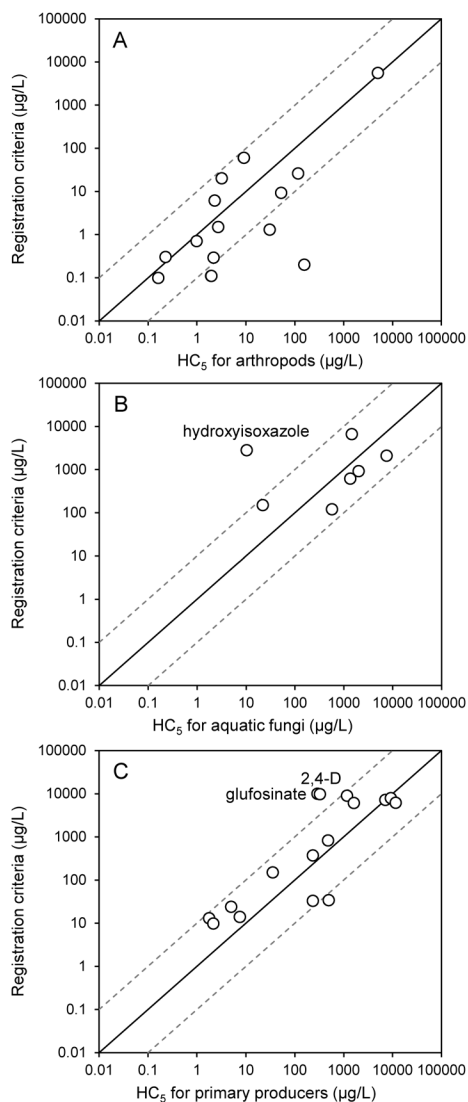 A
100000
10000
1000
100
10
1
0.1
0.01
Registration criteria (µg/L)
0.01 0.1 1 10 100 1000 10000 100000
HC₅ for arthropods (µg/L)
B
100000
10000
1000
100
10
1
0.1
0.01
Registration criteria (µg/L)
hydroxyisoxazole
0.01 0.1 1 10 100 1000 10000 100000
HC₅ for aquatic fungi (µg/L)
C
100000
10000
1000
100
10
1
0.1
0.01
Registration criteria (µg/L)
2,4-D
glufosinate
0.01 0.1 1 10 100 1000 10000 100000
HC₅ for primary producers (µg/L)